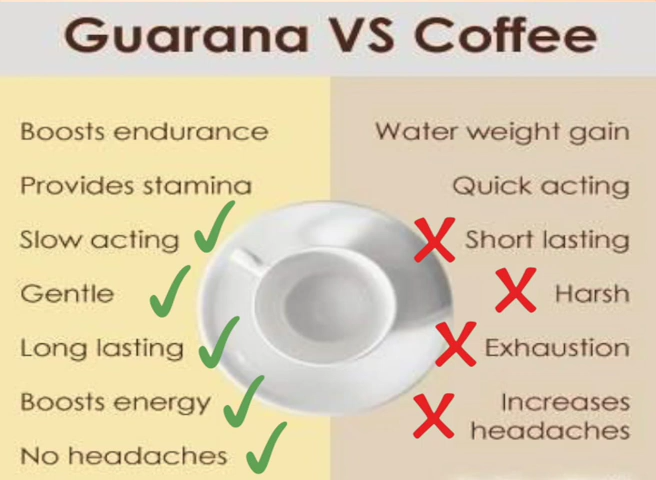 Guarana VS Coffee
Boosts endurance
Provides stamina
Slow acting
Gentle
Long lasting
Boosts energy
No headaches
Water weight gain
Quick acting
Short lasting
Harsh
Exhaustion
Increases
headaches